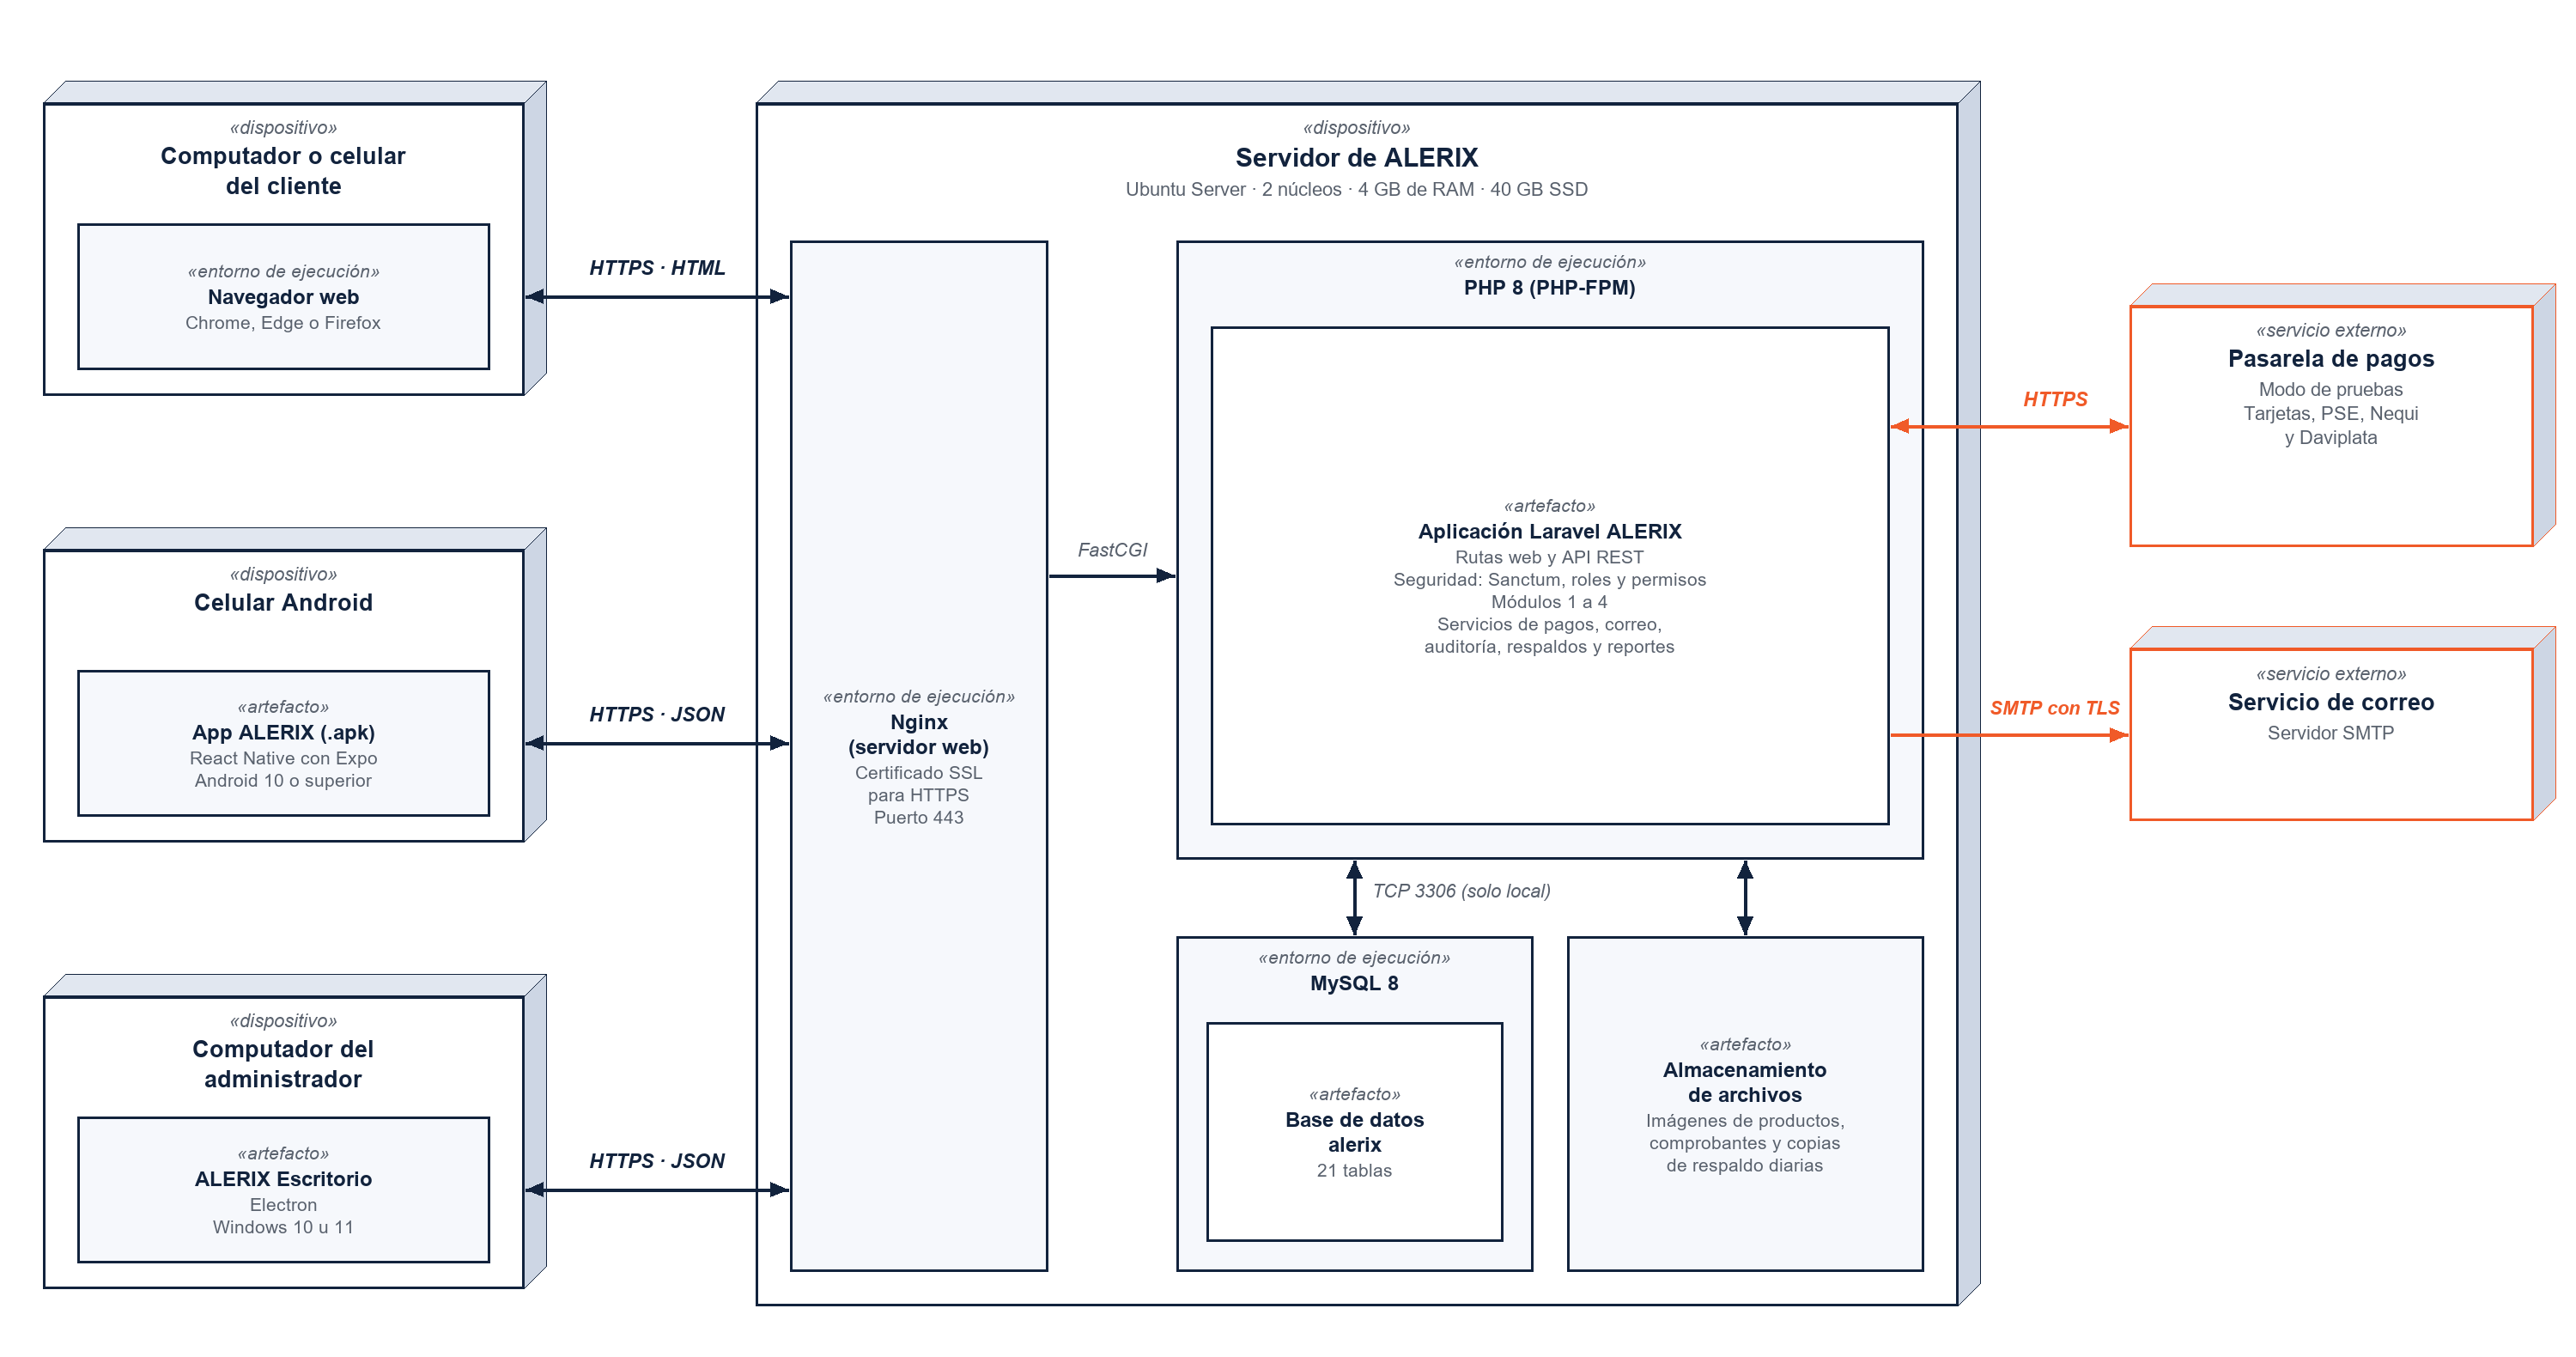 «dispositivo»
Computador o celular
del cliente
«entorno de ejecución»
Navegador web
Chrome, Edge o Firefox
«dispositivo»
Celular Android
«artefacto»
App ALERIX (.apk)
React Native con Expo
Android 10 o superior
«dispositivo»
Computador del
administrador
«artefacto»
ALERIX Escritorio
Electron
Windows 10 u 11
HTTPS · HTML
HTTPS · JSON
HTTPS · JSON
«dispositivo»
Servidor de ALERIX
Ubuntu Server · 2 núcleos · 4 GB de RAM · 40 GB SSD
«entorno de ejecución»
Nginx
(servidor web)
Certificado SSL
para HTTPS
Puerto 443
FastCGI
«entorno de ejecución»
PHP 8 (PHP-FPM)
«artefacto»
Aplicación Laravel ALERIX
Rutas web y API REST
Seguridad: Sanctum, roles y permisos
Módulos 1 a 4
Servicios de pagos, correo,
auditoría, respaldos y reportes
TCP 3306 (solo local)
«entorno de ejecución»
MySQL 8
«artefacto»
Base de datos
alerix
21 tablas
«artefacto»
Almacenamiento
de archivos
Imágenes de productos,
comprobantes y copias
de respaldo diarias
HTTPS
SMTP con TLS
«servicio externo»
Pasarela de pagos
Modo de pruebas
Tarjetas, PSE, Nequi
y Daviplata
«servicio externo»
Servicio de correo
Servidor SMTP